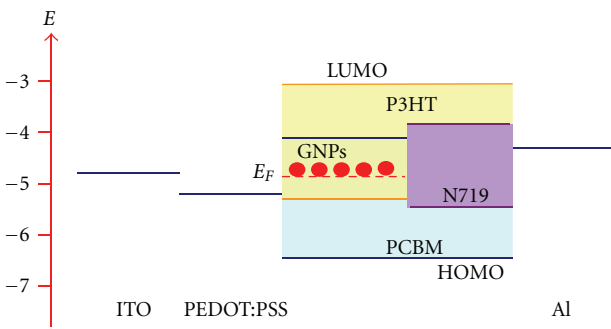 E
LUMO
−3
P3HT
−4
GNPs
E_F
−5
N719
−6
PCBM
HOMO
−7
ITO PEDOT:PSS Al